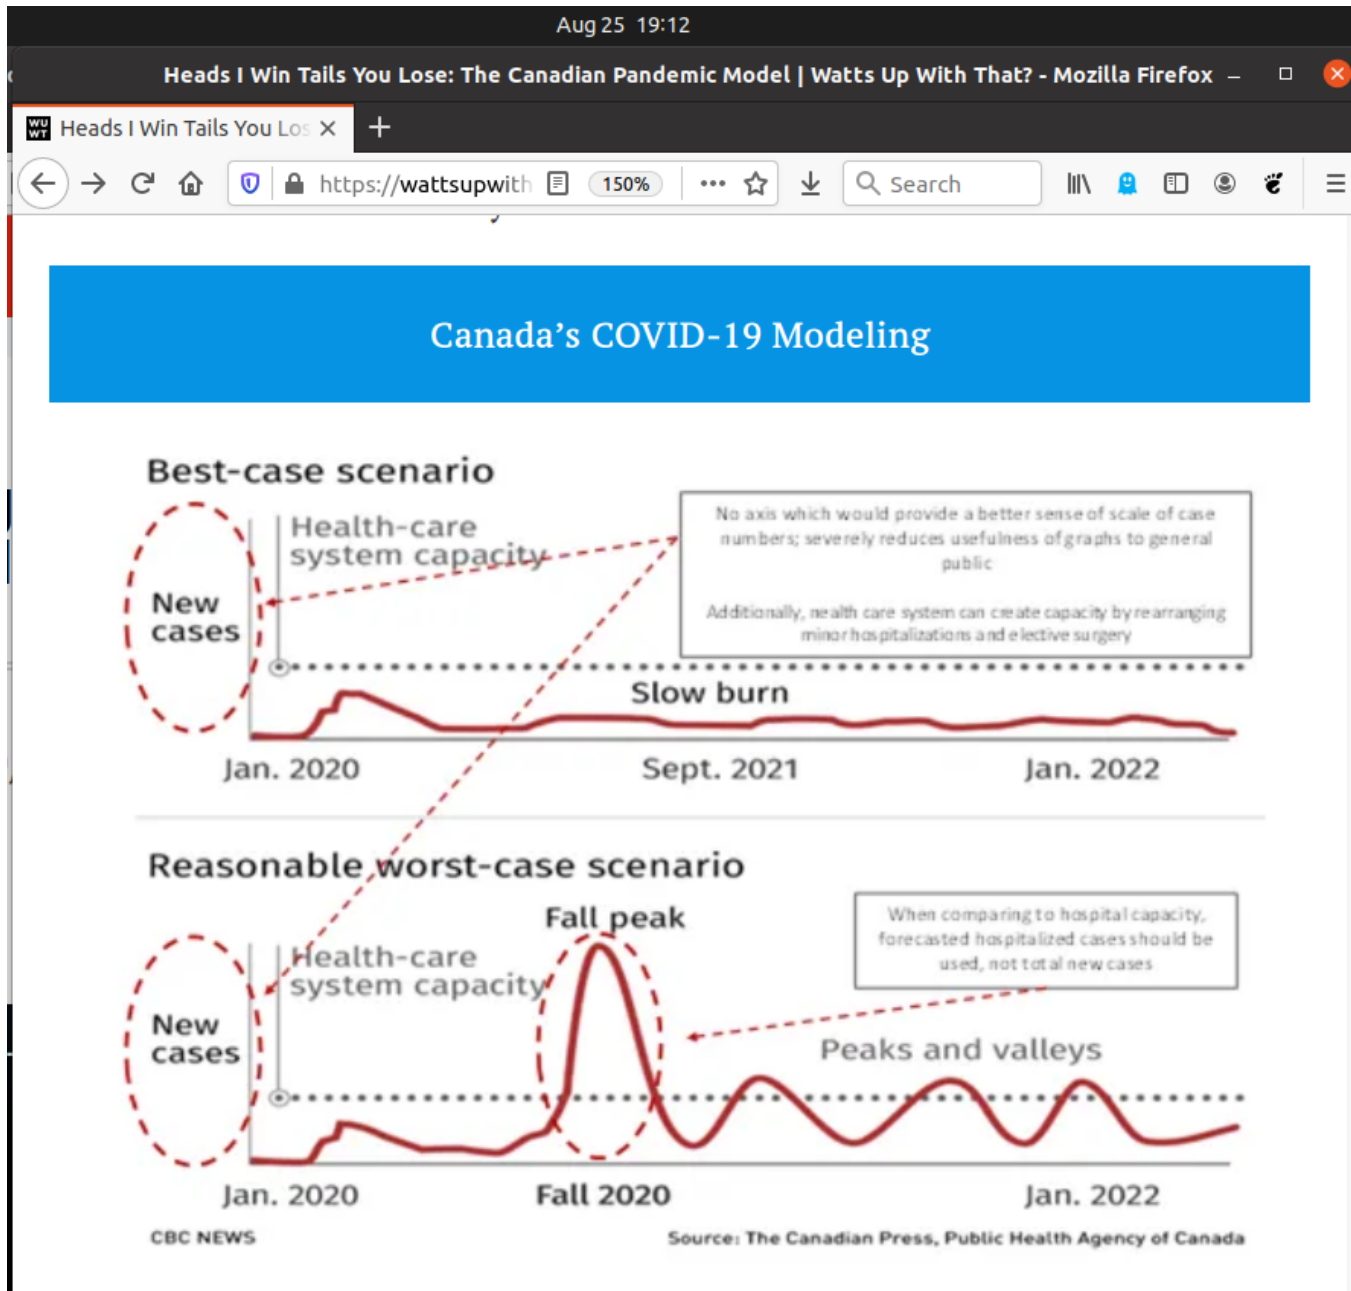 Aug 25 19:12
Heads I Win Tails You Lose: The Canadian Pandemic Model | Watts Up With That? - Mozilla Firefox
WU
WT
Heads I Win Tails You Los
https://wattsupwith
150%
Search
Canada's COVID-19 Modeling
Best-case scenario
Health-care
system capacity
No axis which would provide a better sense of scale of case
numbers; severely reduces usefulness of graphs to general
public
Additionally, health care system can create capacity by rearranging
minor hospitalizations and elective surgery
New
cases
Slow burn
Jan. 2020
Sept. 2021
Jan. 2022
Reasonable worst-case scenario
Fall peak
Health-care
system capacity
When comparing to hospital capacity,
forecasted hospitalized cases should be
used, not total new cases
New
cases
Peaks and valleys
Jan. 2020
Fall 2020
Jan. 2022
CBC NEWS
Source: The Canadian Press, Public Health Agency of Canada